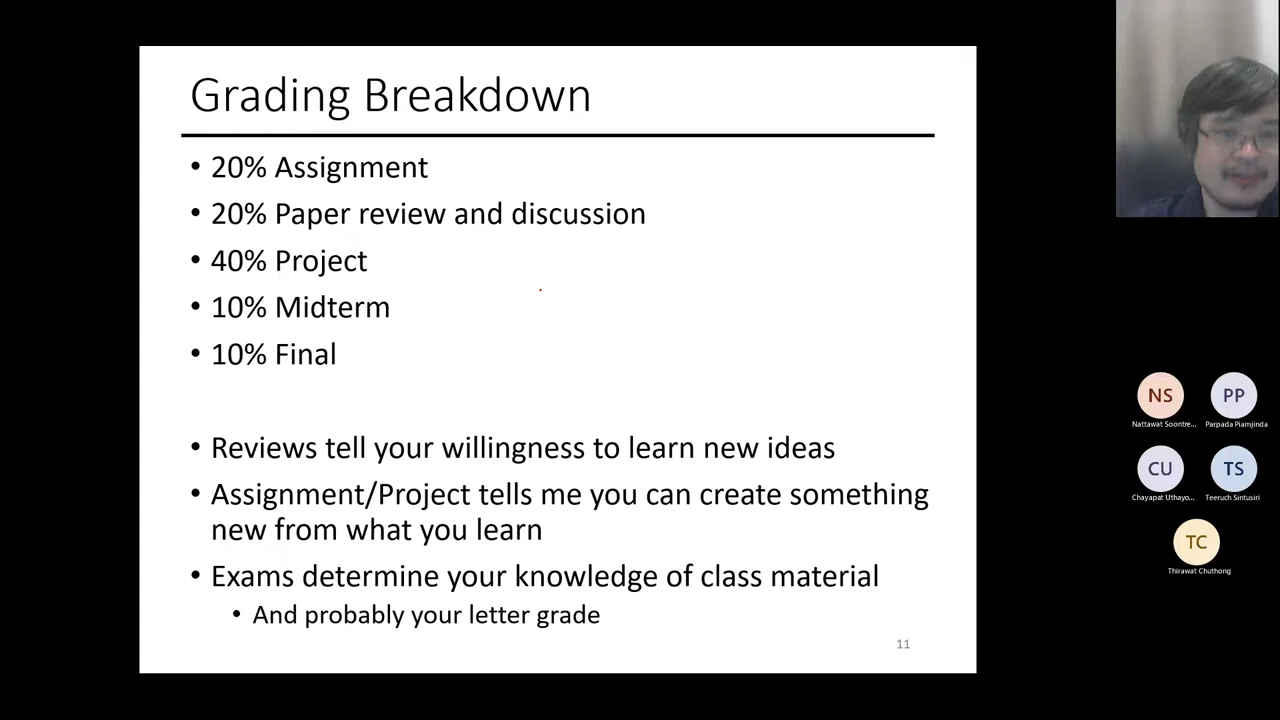 Grading Breakdown
• 20% Assignment
• 20% Paper review and discussion
• 40% Project
• 10% Midterm
• 10% Final
• Reviews tell your willingness to learn new ideas
• Assignment/Project tells me you can create something
new from what you learn
• Exams determine your knowledge of class material
• And probably your letter grade
11
NS
PP
Nattawat Soontre...
Parpada Piamjinda
CU
TS
Chayapat Uthayo...
Teeruch Sintusiri
TC
Thirawat Chuthong